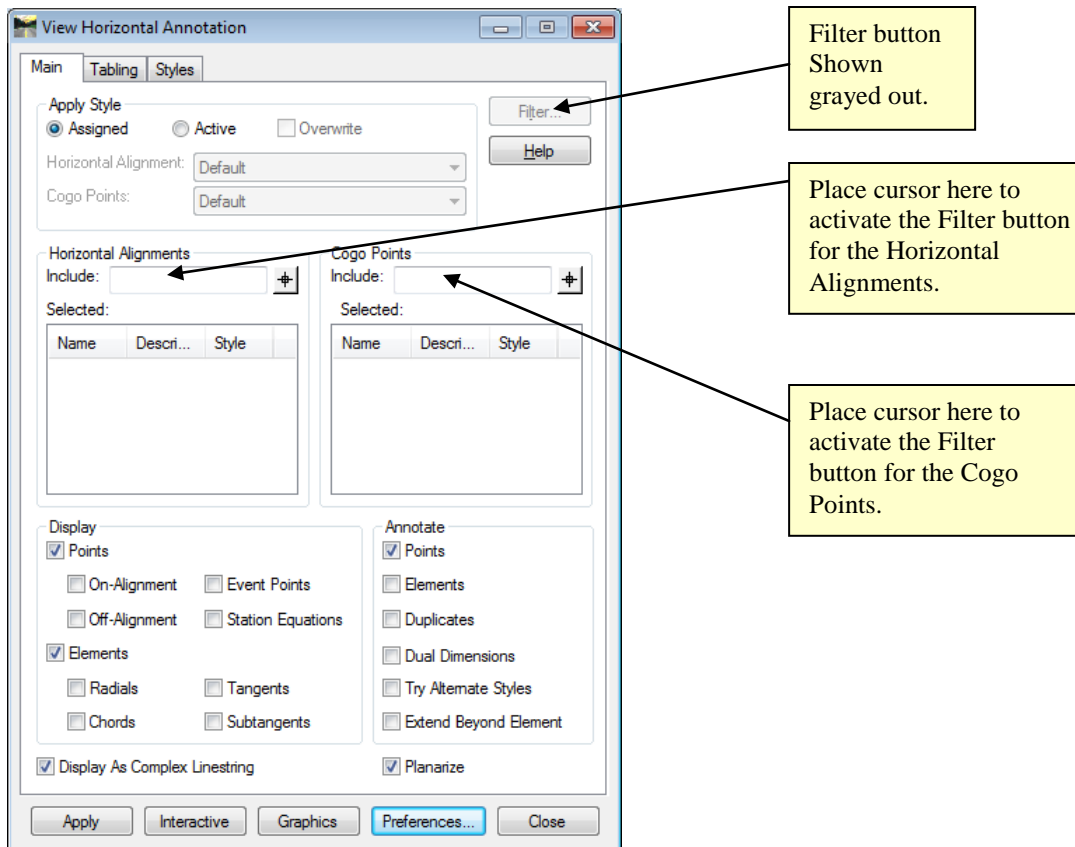 View Horizontal Annotation
Main Tabling Styles
Apply Style
Assigned Active Overwrite
Filter...
Help
Horizontal Alignment: Default
Cogo Points: Default
Horizontal Alignments
Include:
Selected:
Name Descri... Style
Cogo Points
Include:
Selected:
Name Descri... Style
Display
Points
On-Alignment Event Points
Off-Alignment Station Equations
Elements
Radials Tangents
Chords Subtangents
Annotate
Points
Elements
Duplicates
Dual Dimensions
Try Alternate Styles
Extend Beyond Element
Display As Complex Linestring Planarize
Apply Interactive Graphics Preferences... Close
Filter button
Shown
grayed out.
Place cursor here to
activate the Filter button
for the Horizontal
Alignments.
Place cursor here to
activate the Filter
button for the Cogo
Points.